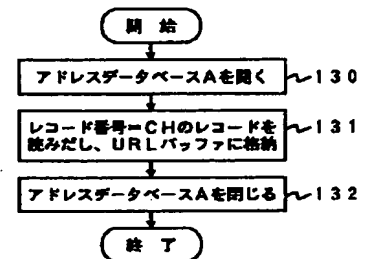 開始
アドレスデータベースAを開く 130
レコード番号=CHのレコードを 131
読みだし、URLバッファに格納
アドレスデータベースAを閉じる 132
終了